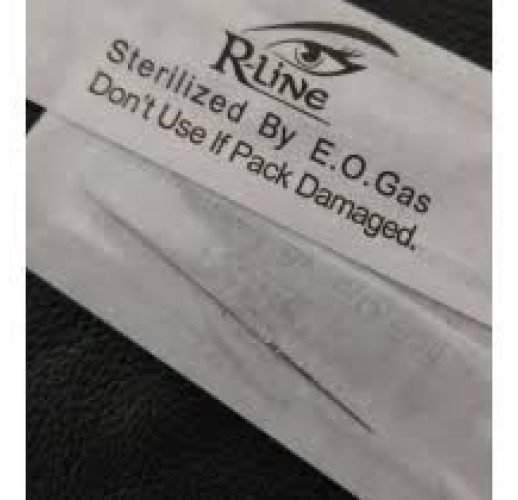 R-LINE
Sterilized By E.O.Gas
Don't Use If Pack Damaged.